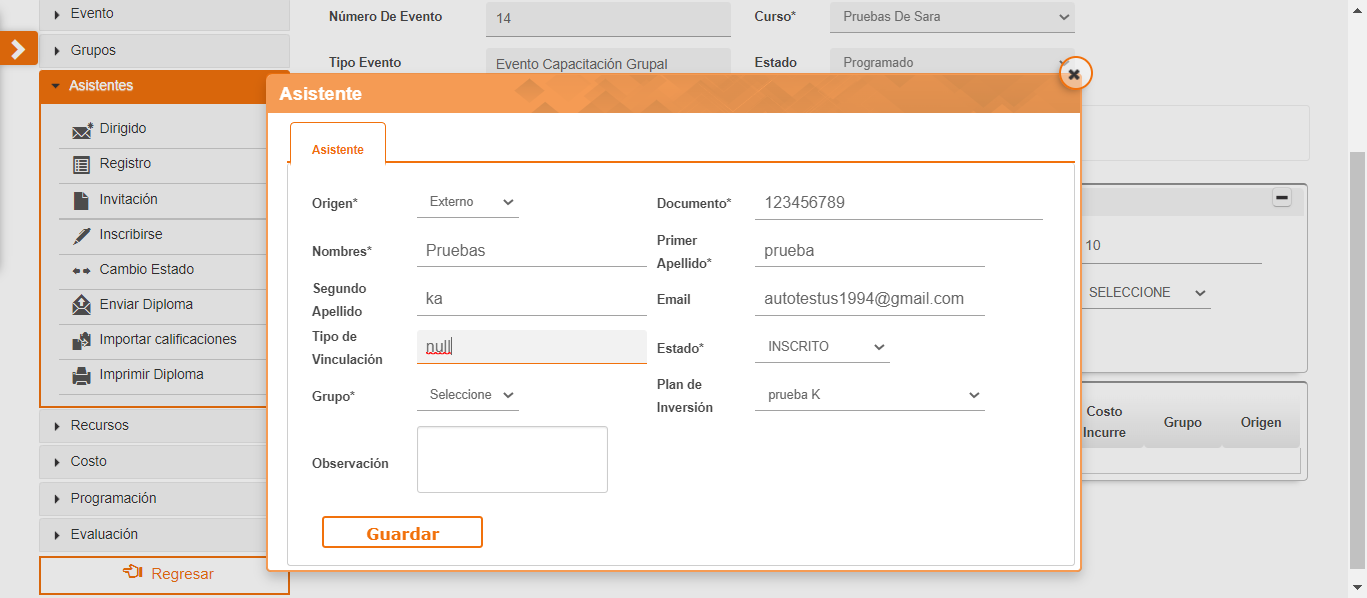 Evento
Grupos
Asistentes
Dirigido
Registro
Invitación
Inscribirse
Cambio Estado
Enviar Diploma
Importar calificaciones
Imprimir Diploma
Recursos
Costo
Programación
Evaluación
Regresar
Número De Evento 14 Curso* Pruebas De Sara
Tipo Evento Evento Capacitación Grupal Estado Programado
Asistente
Asistente
Origen* Externo Documento* 123456789
Nombres* Pruebas Primer
Apellido* prueba
Segundo
Apellido ka Email autotestus1994@gmail.com
Tipo de
Vinculación null Estado* INSCRITO
Grupo* Seleccione Plan de
Inversión prueba K
Observación
Guardar
10
SELECCIONE
Costo
Incurre Grupo Origen